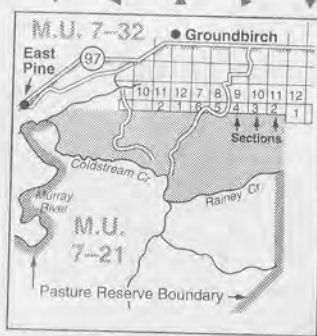 M.U. 7-32
Groundbirch
East
Pine
97
10 11 12 7 8 9 10 11 12
2 1 6 5 4 3 2 1
Sections
Coldstream Cr.
Rainey Cr.
Murray
River
M.U.
7-21
Pasture Reserve Boundary